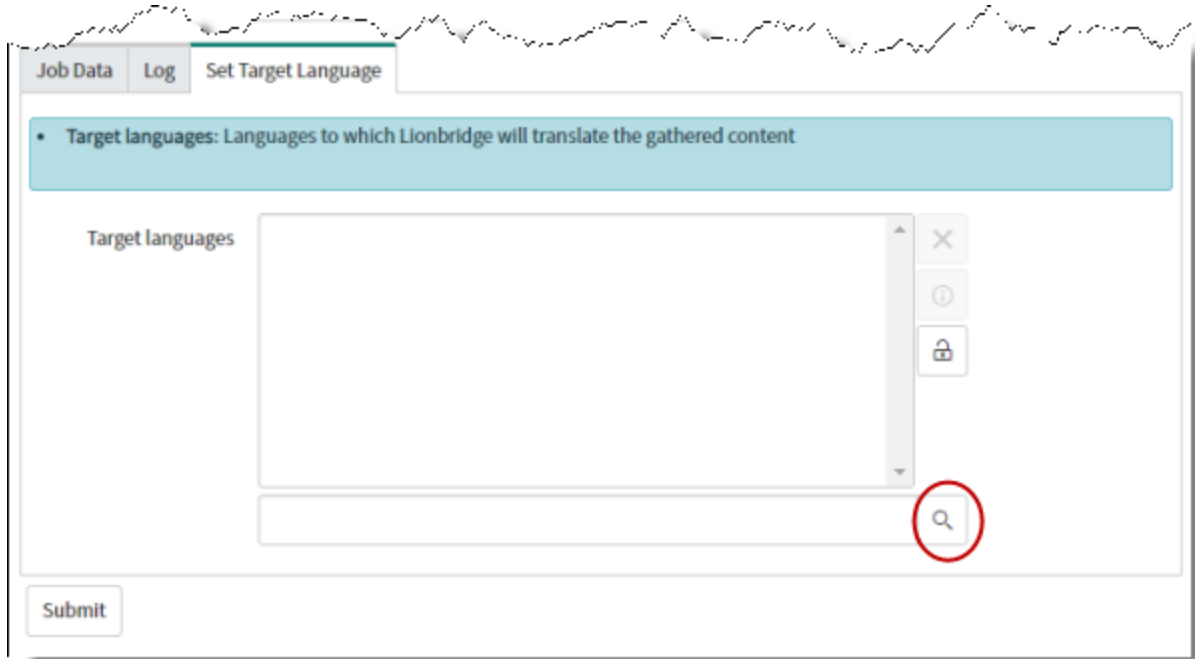 Job Data
Log
Set Target Language
• Target languages: Languages to which Lionbridge will translate the gathered content
Target languages
Submit